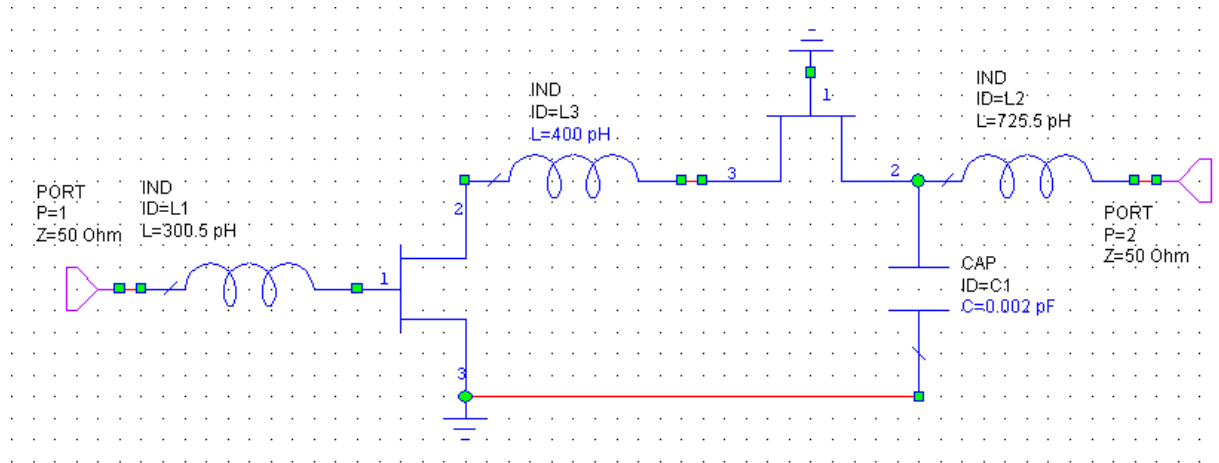 PORT
P=1
Z=50 Ohm
IND
ID=L1
L=300.5 pH
1
2
3
IND
ID=L3
L=400 pH
3
1
2
IND
ID=L2
L=725.5 pH
PORT
P=2
Z=50 Ohm
CAP
ID=C1
C=0.002 pF